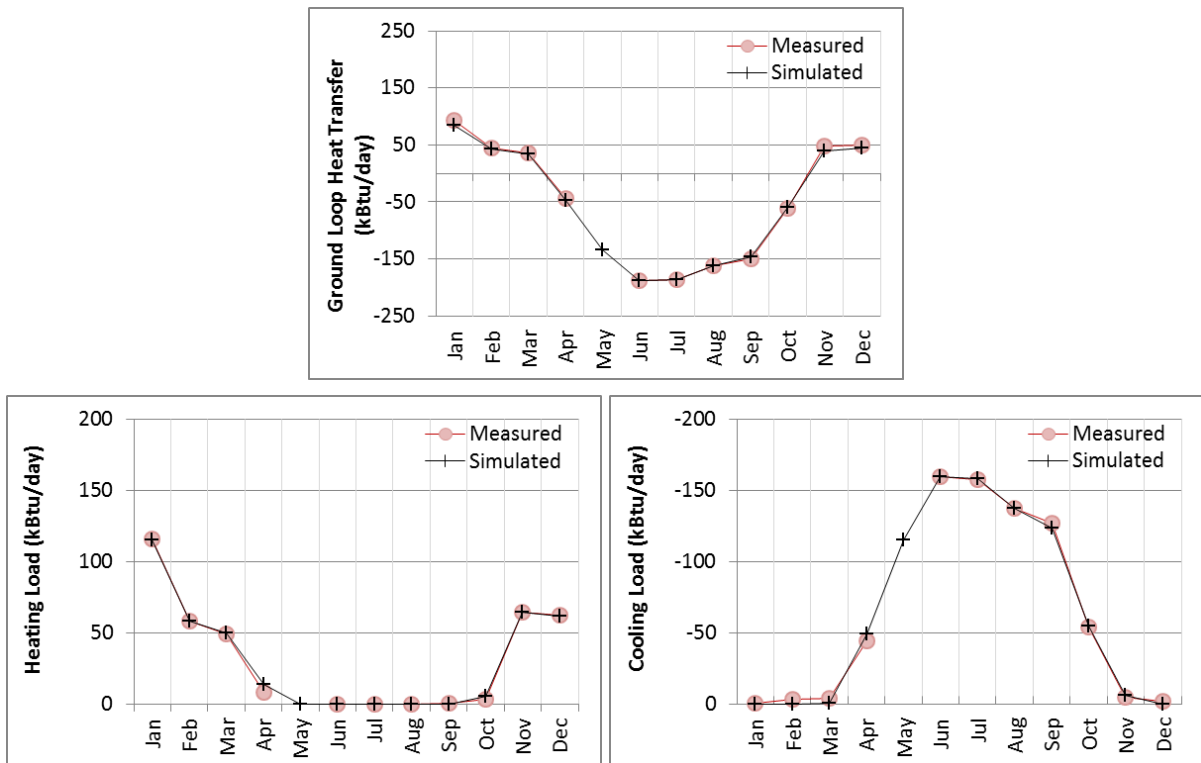 Ground Loop Heat Transfer
(kBtu/day)
250
150
50
-50
-150
-250
Measured
Simulated
Jan
Feb
Mar
Apr
May
Jun
Jul
Aug
Sep
Oct
Nov
Dec
Heating Load (kBtu/day)
200
150
100
50
0
Measured
Simulated
Jan
Feb
Mar
Apr
May
Jun
Jul
Aug
Sep
Oct
Nov
Dec
Cooling Load (kBtu/day)
-200
-150
-100
-50
0
Measured
Simulated
Jan
Feb
Mar
Apr
May
Jun
Jul
Aug
Sep
Oct
Nov
Dec